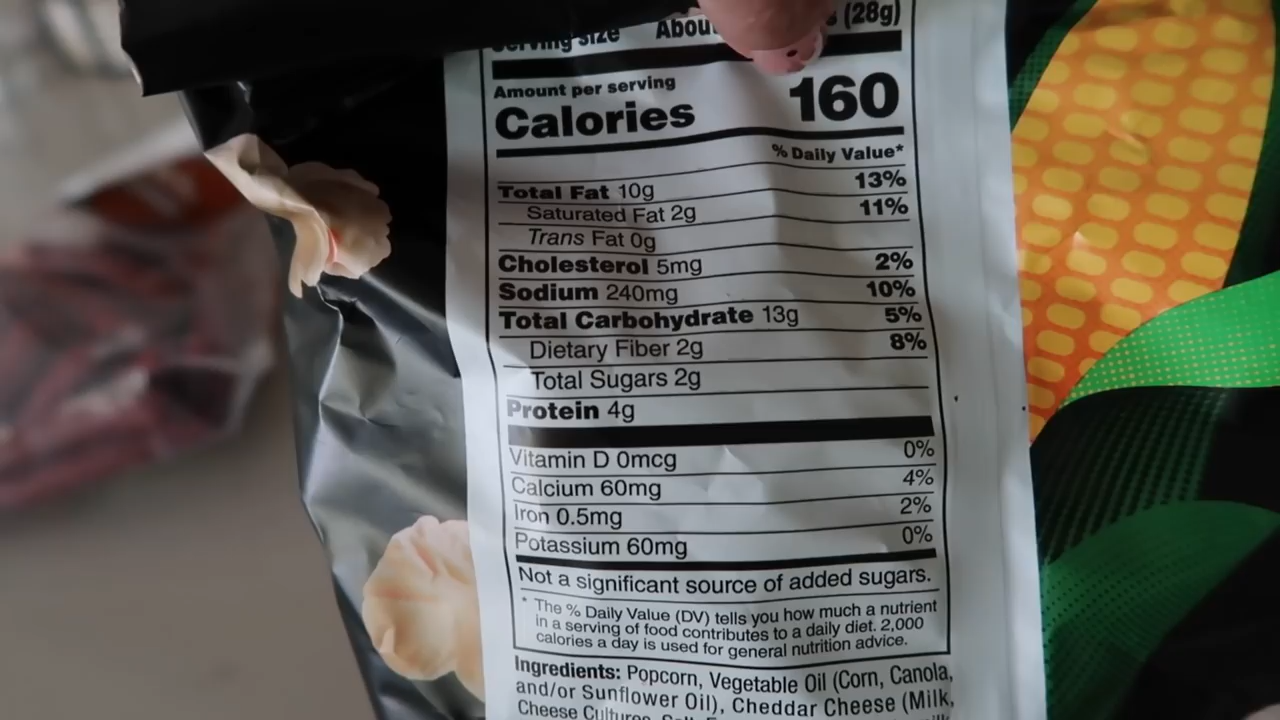 Serving size Abou (28g)
Amount per serving
Calories 160
% Daily Value*
Total Fat 10g 13%
Saturated Fat 2g 11%
Trans Fat 0g
Cholesterol 5mg 2%
Sodium 240mg 10%
Total Carbohydrate 13g 5%
Dietary Fiber 2g 8%
Total Sugars 2g
Protein 4g
Vitamin D 0mcg 0%
Calcium 60mg 4%
Iron 0.5mg 2%
Potassium 60mg 0%
Not a significant source of added sugars.
* The % Daily Value (DV) tells you how much a nutrient
in a serving of food contributes to a daily diet. 2,000
calories a day is used for general nutrition advice.
Ingredients: Popcorn, Vegetable Oil (Corn, Canola,
and/or Sunflower Oil), Cheddar Cheese (Milk,
Cheese Cultures,